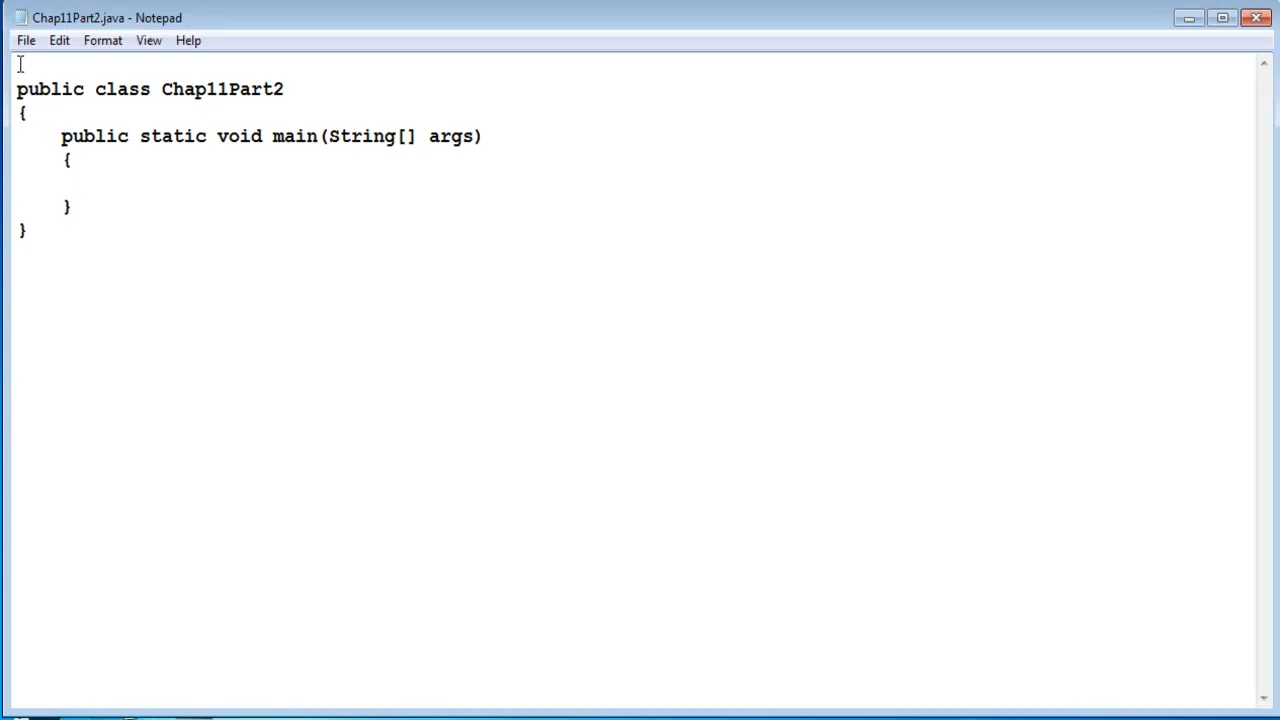 Chap11Part2.java - Notepad
File Edit Format View Help
public class Chap11Part2
{
public static void main(String[] args)
{
}
}